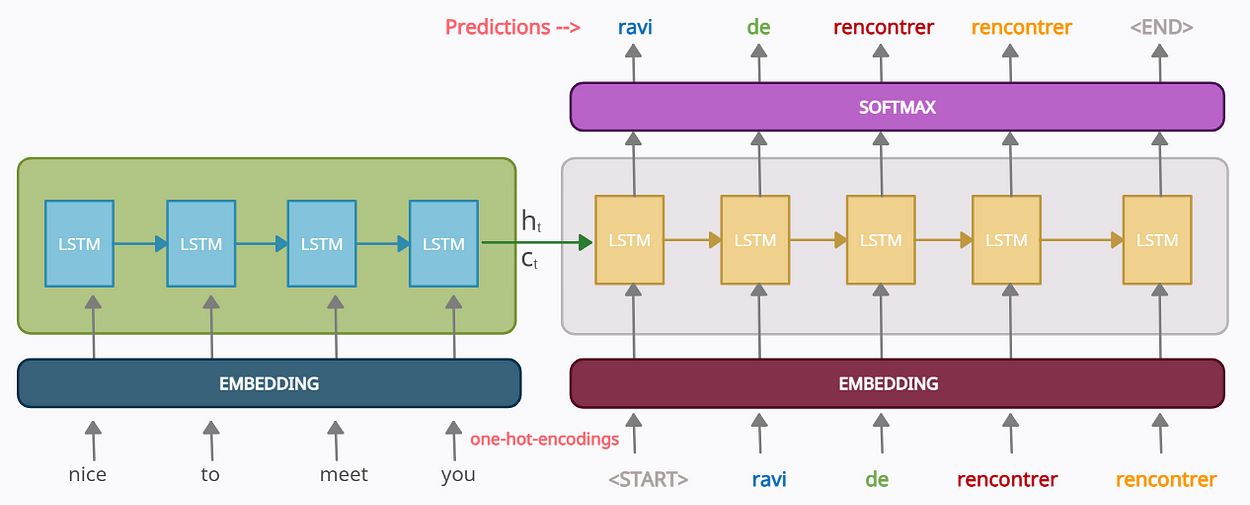 Predictions --> ravi de rencontrer rencontrer <END>
SOFTMAX
LSTM LSTM LSTM LSTM
ht
ct
LSTM LSTM LSTM LSTM LSTM
EMBEDDING
EMBEDDING
one-hot-encodings
nice to meet you
<START> ravi de rencontrer rencontrer